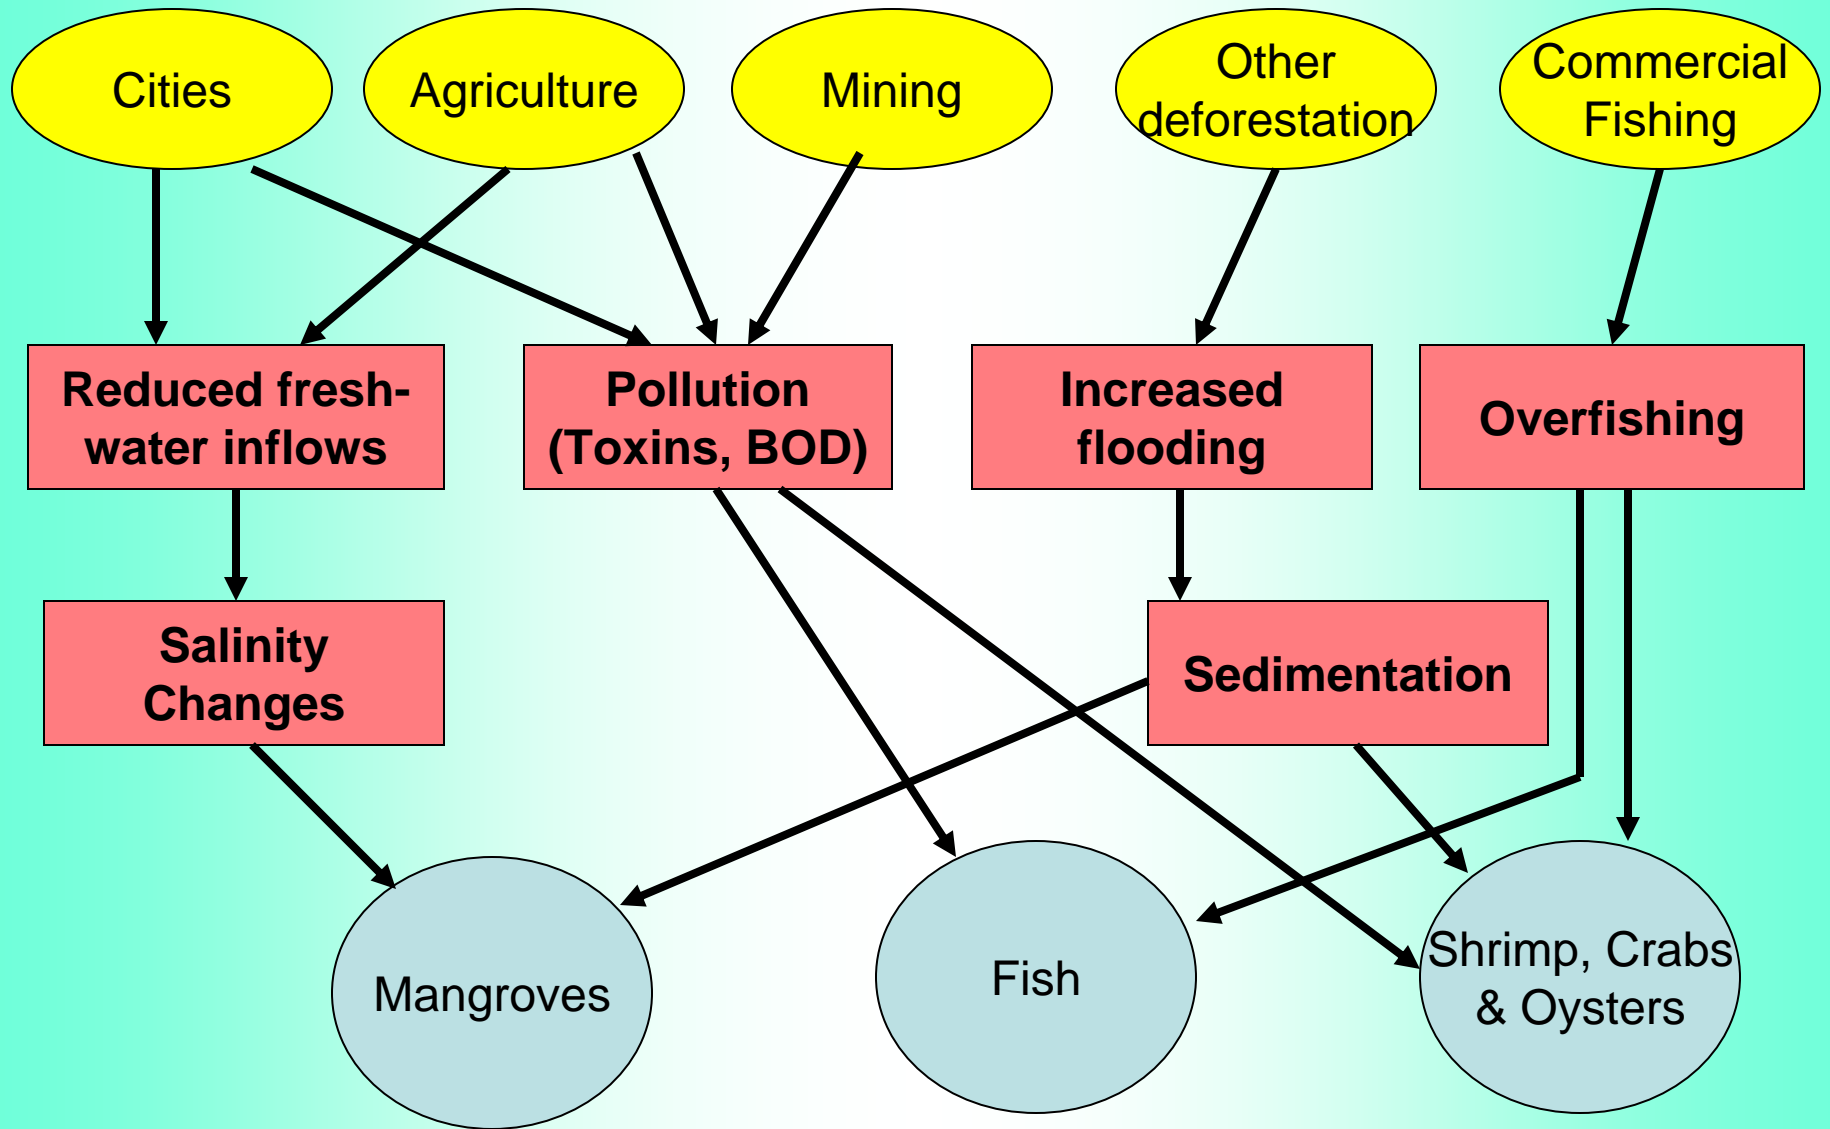 Cities
Agriculture
Mining
Other
deforestation
Commercial
Fishing
Reduced fresh-
water inflows
Pollution
(Toxins, BOD)
Increased
flooding
Overfishing
Salinity
Changes
Sedimentation
Mangroves
Fish
Shrimp, Crabs
& Oysters